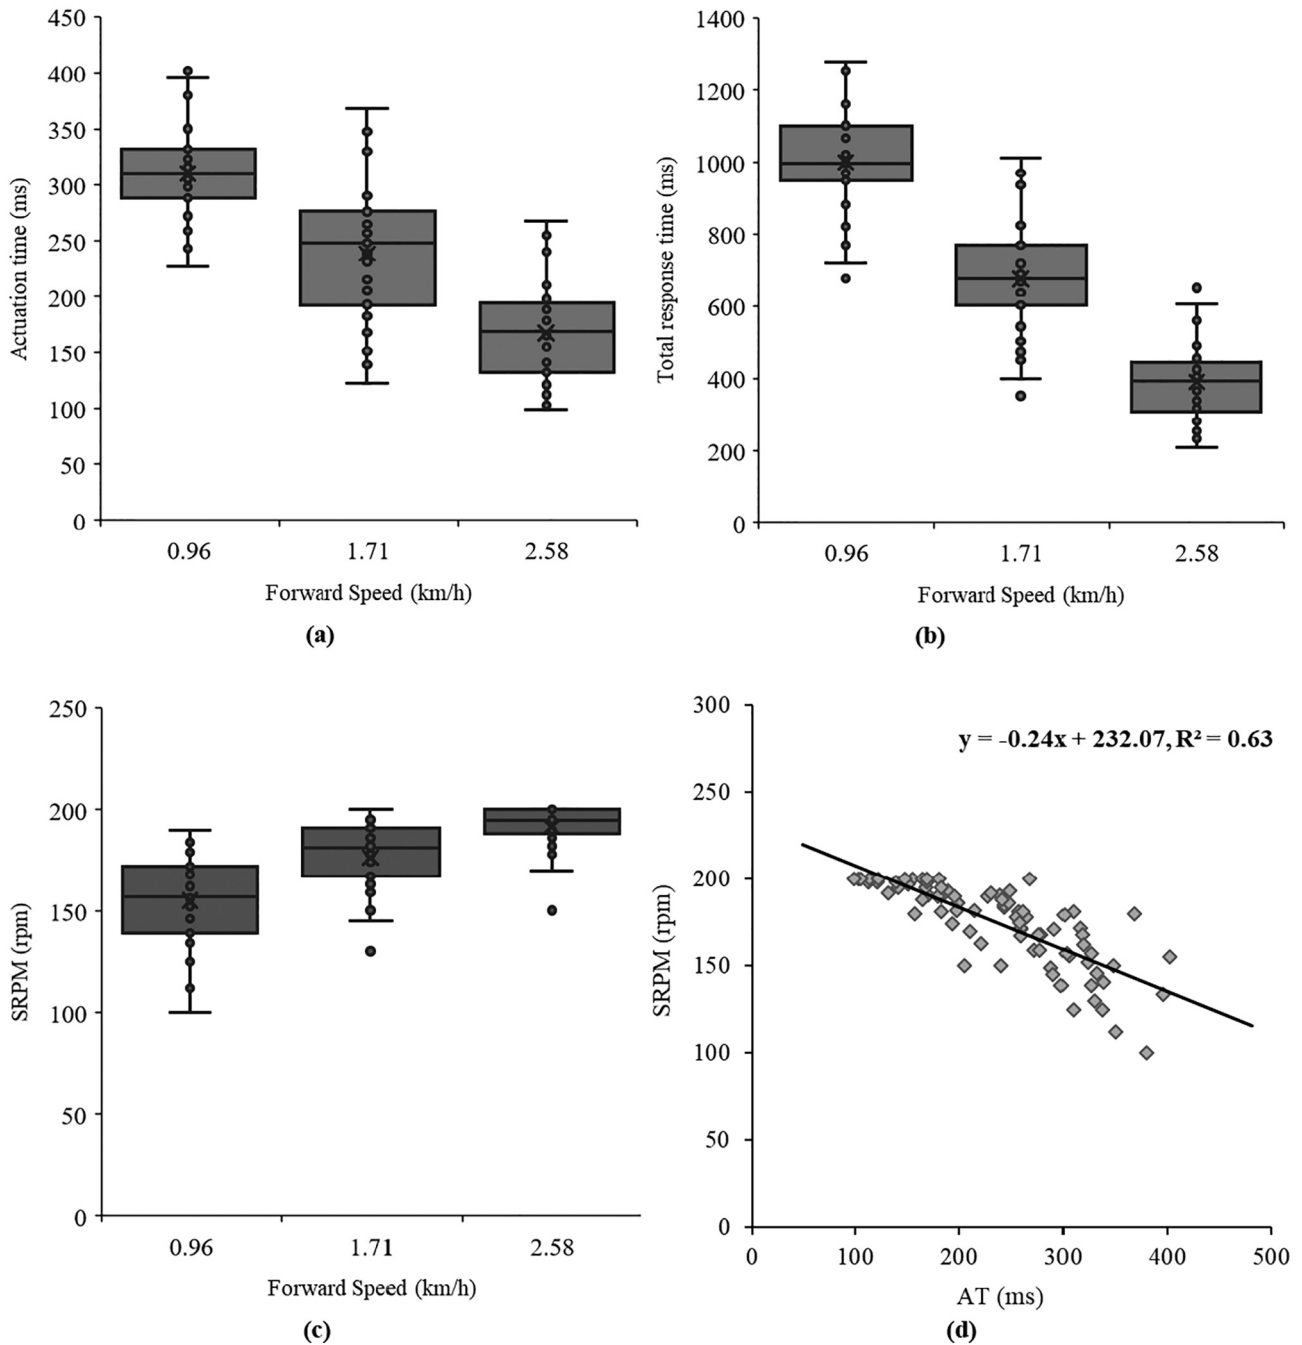 450
400
350
300
250
200
150
100
50
0
Actuation time (ms)
0.96 1.71 2.58
Forward Speed (km/h)
(a)
1400
1200
1000
800
600
400
200
0
Total response time (ms)
0.96 1.71 2.58
Forward Speed (km/h)
(b)
250
200
150
100
50
0
SRPM (rpm)
0.96 1.71 2.58
Forward Speed (km/h)
(c)
300
250
200
150
100
50
0
SRPM (rpm)
y = -0.24x + 232.07, R² = 0.63
0 100 200 300 400 500
AT (ms)
(d)